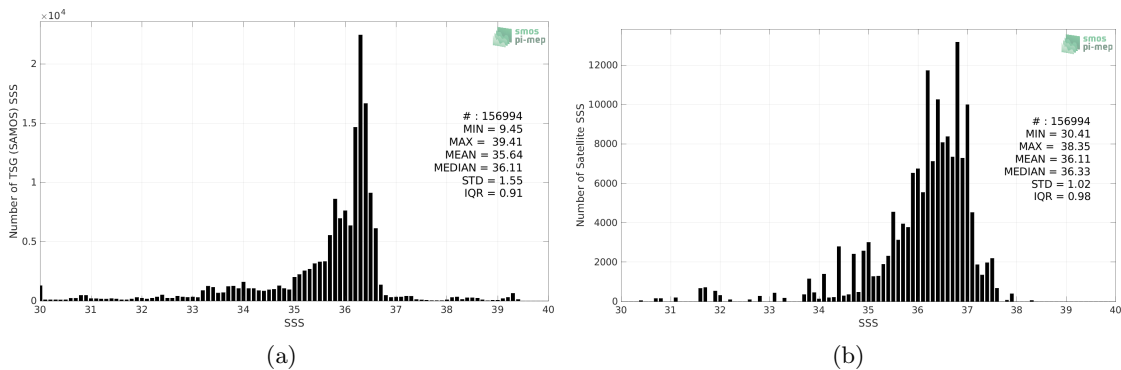 ×10⁴
2
1.5
1
0.5
0
30 31 32 33 34 35 36 37 38 39 40
SSS
Number of TSG (SAMOS) SSS
smos
pi-mep
# : 156994
MIN = 9.45
MAX = 39.41
MEAN = 35.64
MEDIAN = 36.11
STD = 1.55
IQR = 0.91
(a)
12000
10000
8000
6000
4000
2000
0
30 31 32 33 34 35 36 37 38 39 40
SSS
Number of Satellite SSS
smos
pi-mep
# : 156994
MIN = 30.41
MAX = 38.35
MEAN = 36.11
MEDIAN = 36.33
STD = 1.02
IQR = 0.98
(b)